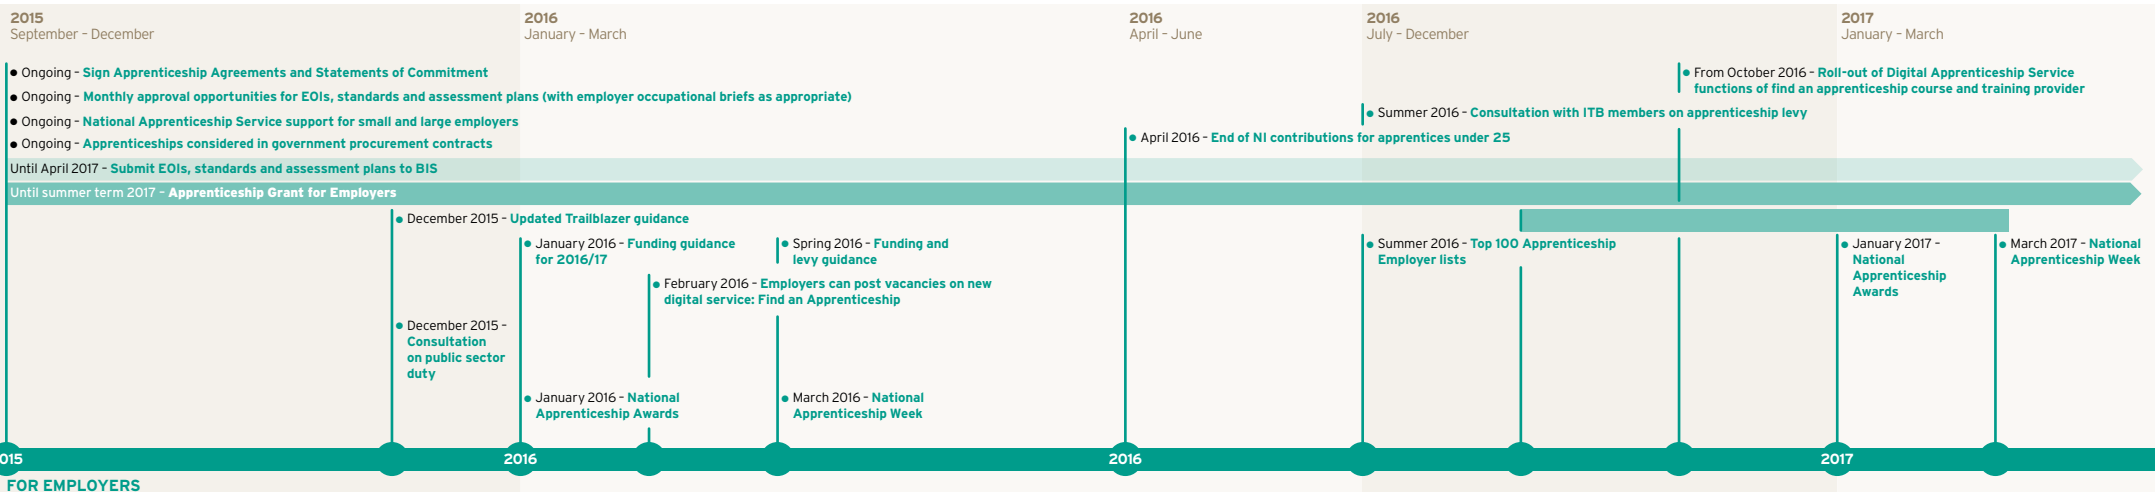 2015
September – December
2016
January – March
2016
April – June
2016
July – December
2017
January – March
Ongoing – Sign Apprenticeship Agreements and Statements of Commitment
Ongoing – Monthly approval opportunities for EOIs, standards and assessment plans (with employer occupational briefs as appropriate)
Ongoing – National Apprenticeship Service support for small and large employers
Ongoing – Apprenticeships considered in government procurement contracts
From October 2016 – Roll-out of Digital Apprenticeship Service
functions of find an apprenticeship course and training provider
Summer 2016 – Consultation with ITB members on apprenticeship levy
April 2016 – End of NI contributions for apprentices under 25
Until April 2017 – Submit EOIs, standards and assessment plans to BIS
Until summer term 2017 – Apprenticeship Grant for Employers
December 2015 – Updated Trailblazer guidance
January 2016 – Funding guidance
for 2016/17
Spring 2016 – Funding and
levy guidance
February 2016 – Employers can post vacancies on new
digital service: Find an Apprenticeship
December 2015 –
Consultation
on public sector
duty
January 2016 – National
Apprenticeship Awards
March 2016 – National
Apprenticeship Week
Summer 2016 – Top 100 Apprenticeship
Employer lists
January 2017 –
National
Apprenticeship
Awards
March 2017 – National
Apprenticeship Week
015
2016
2016
2017
FOR EMPLOYERS